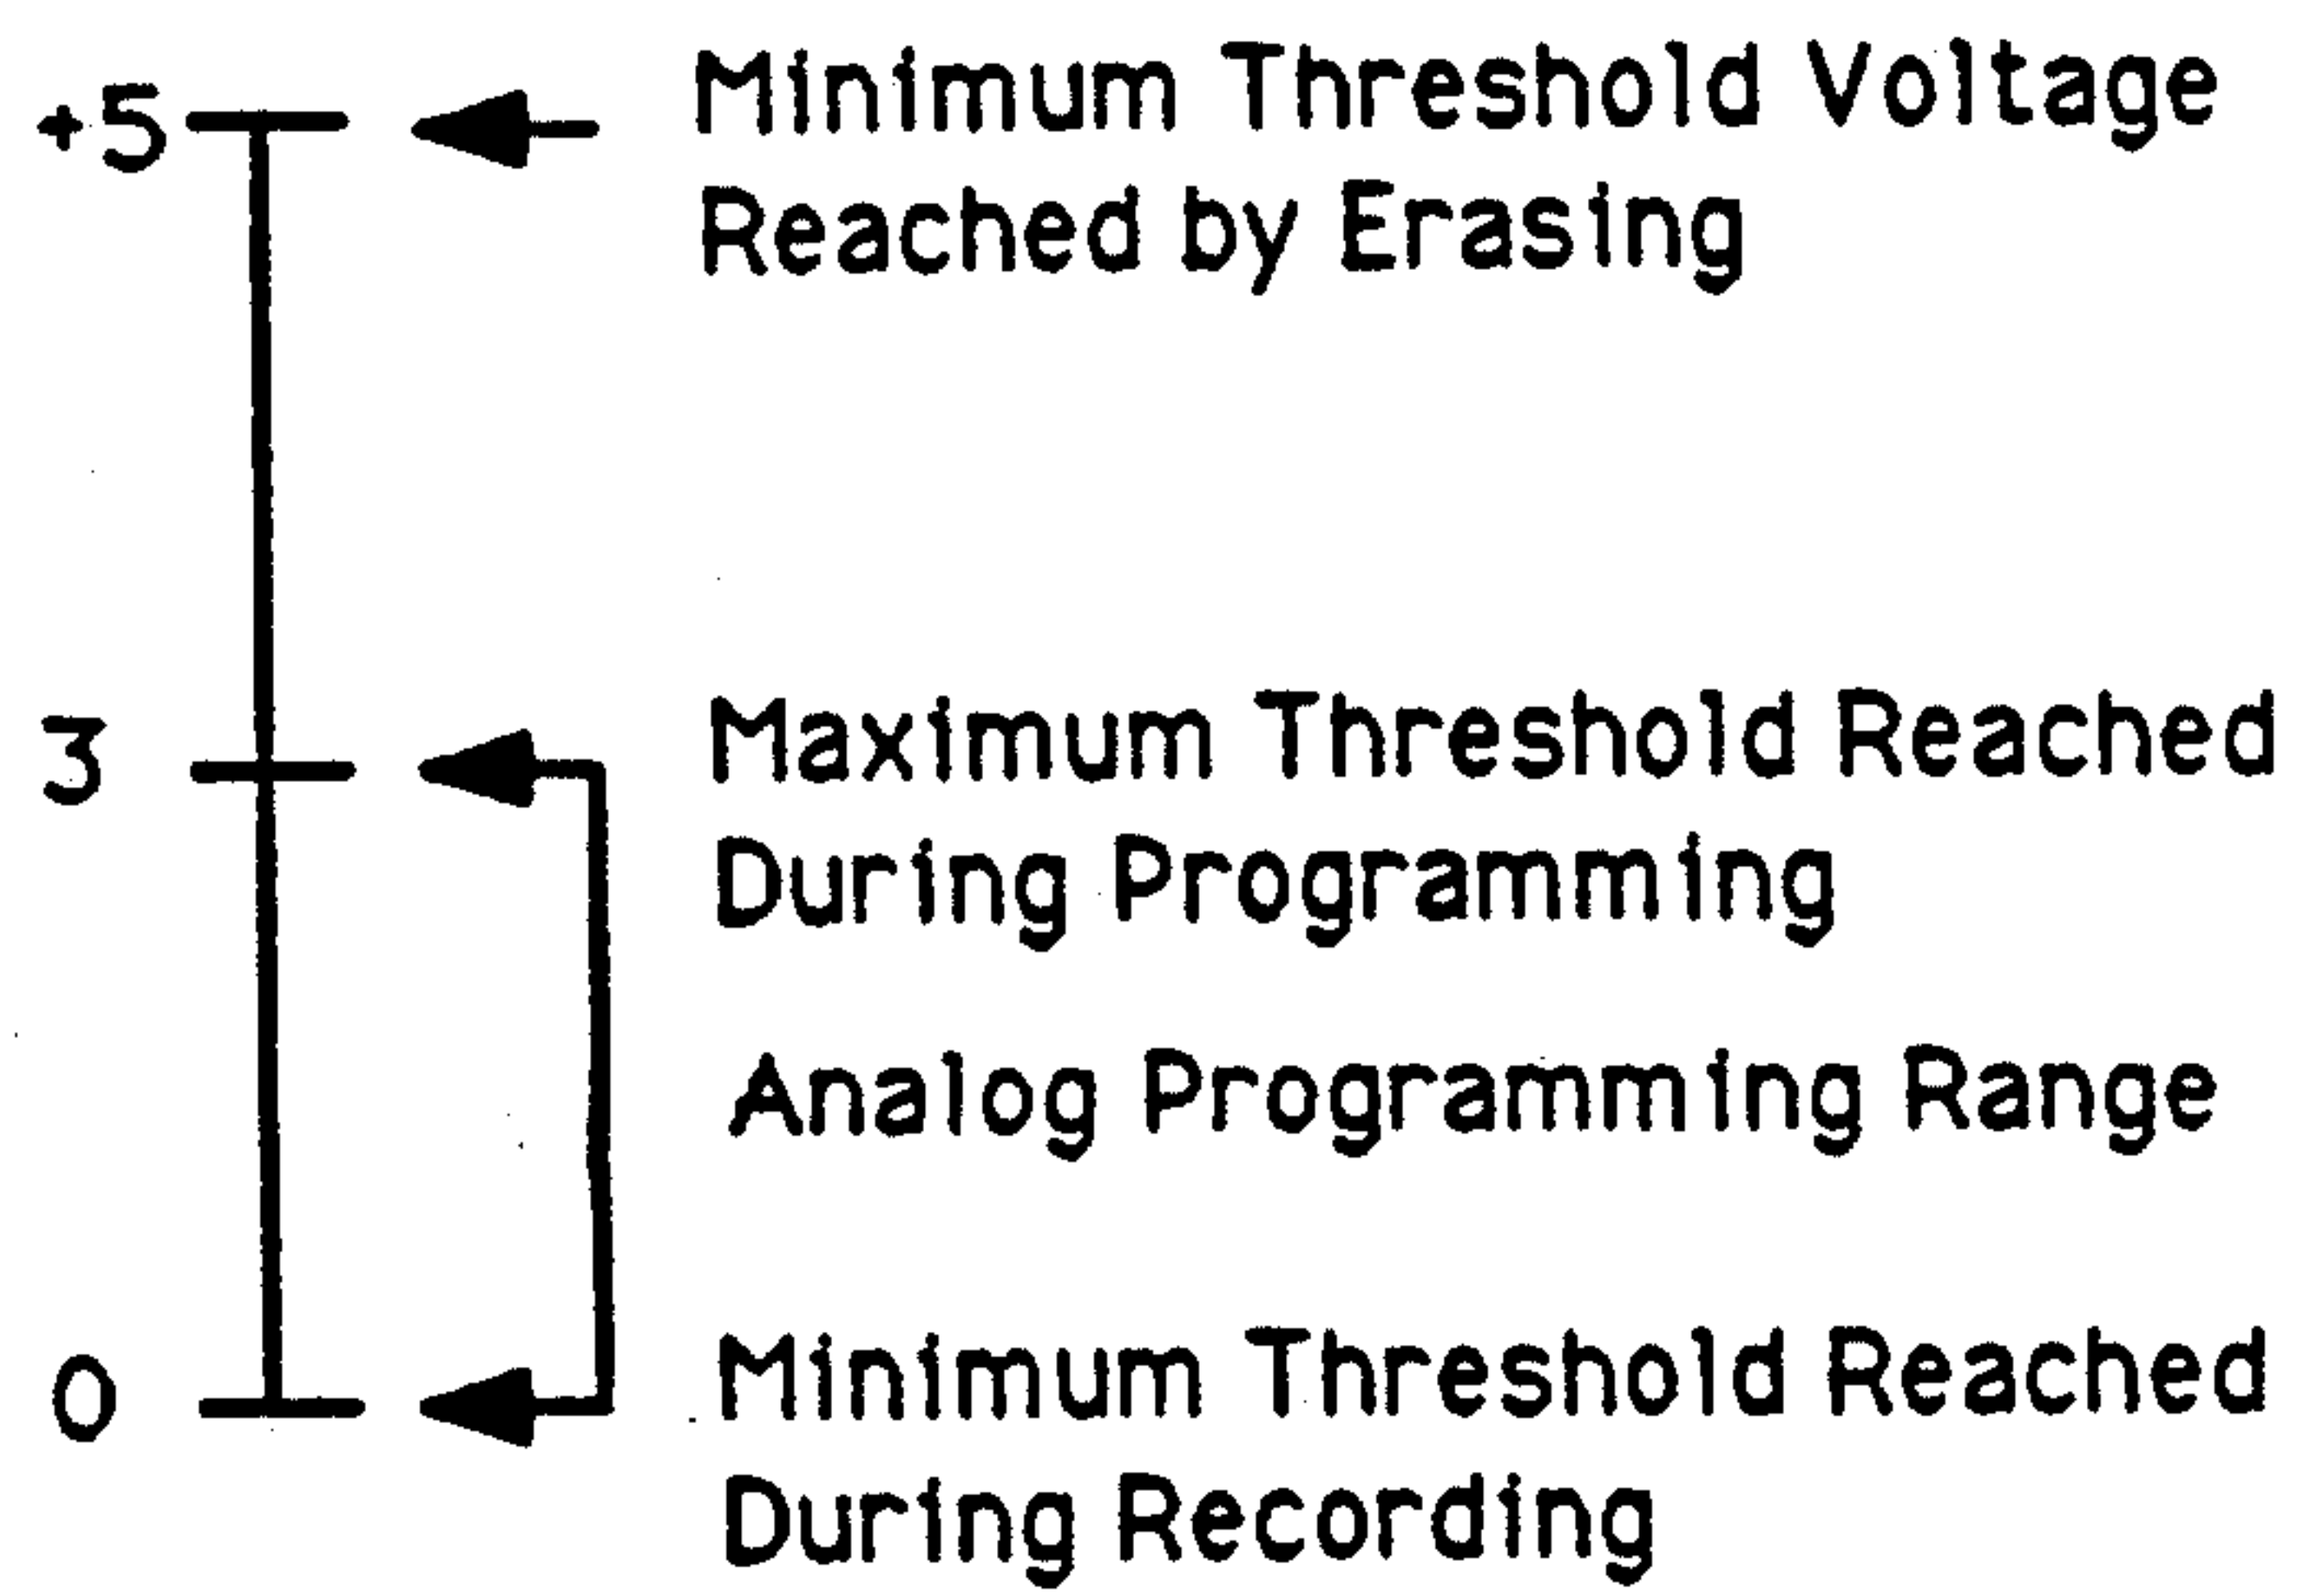 +5
Minimum Threshold Voltage
Reached by Erasing
3
Maximum Threshold Reached
During Programming
Analog Programming Range
0
Minimum Threshold Reached
During Recording